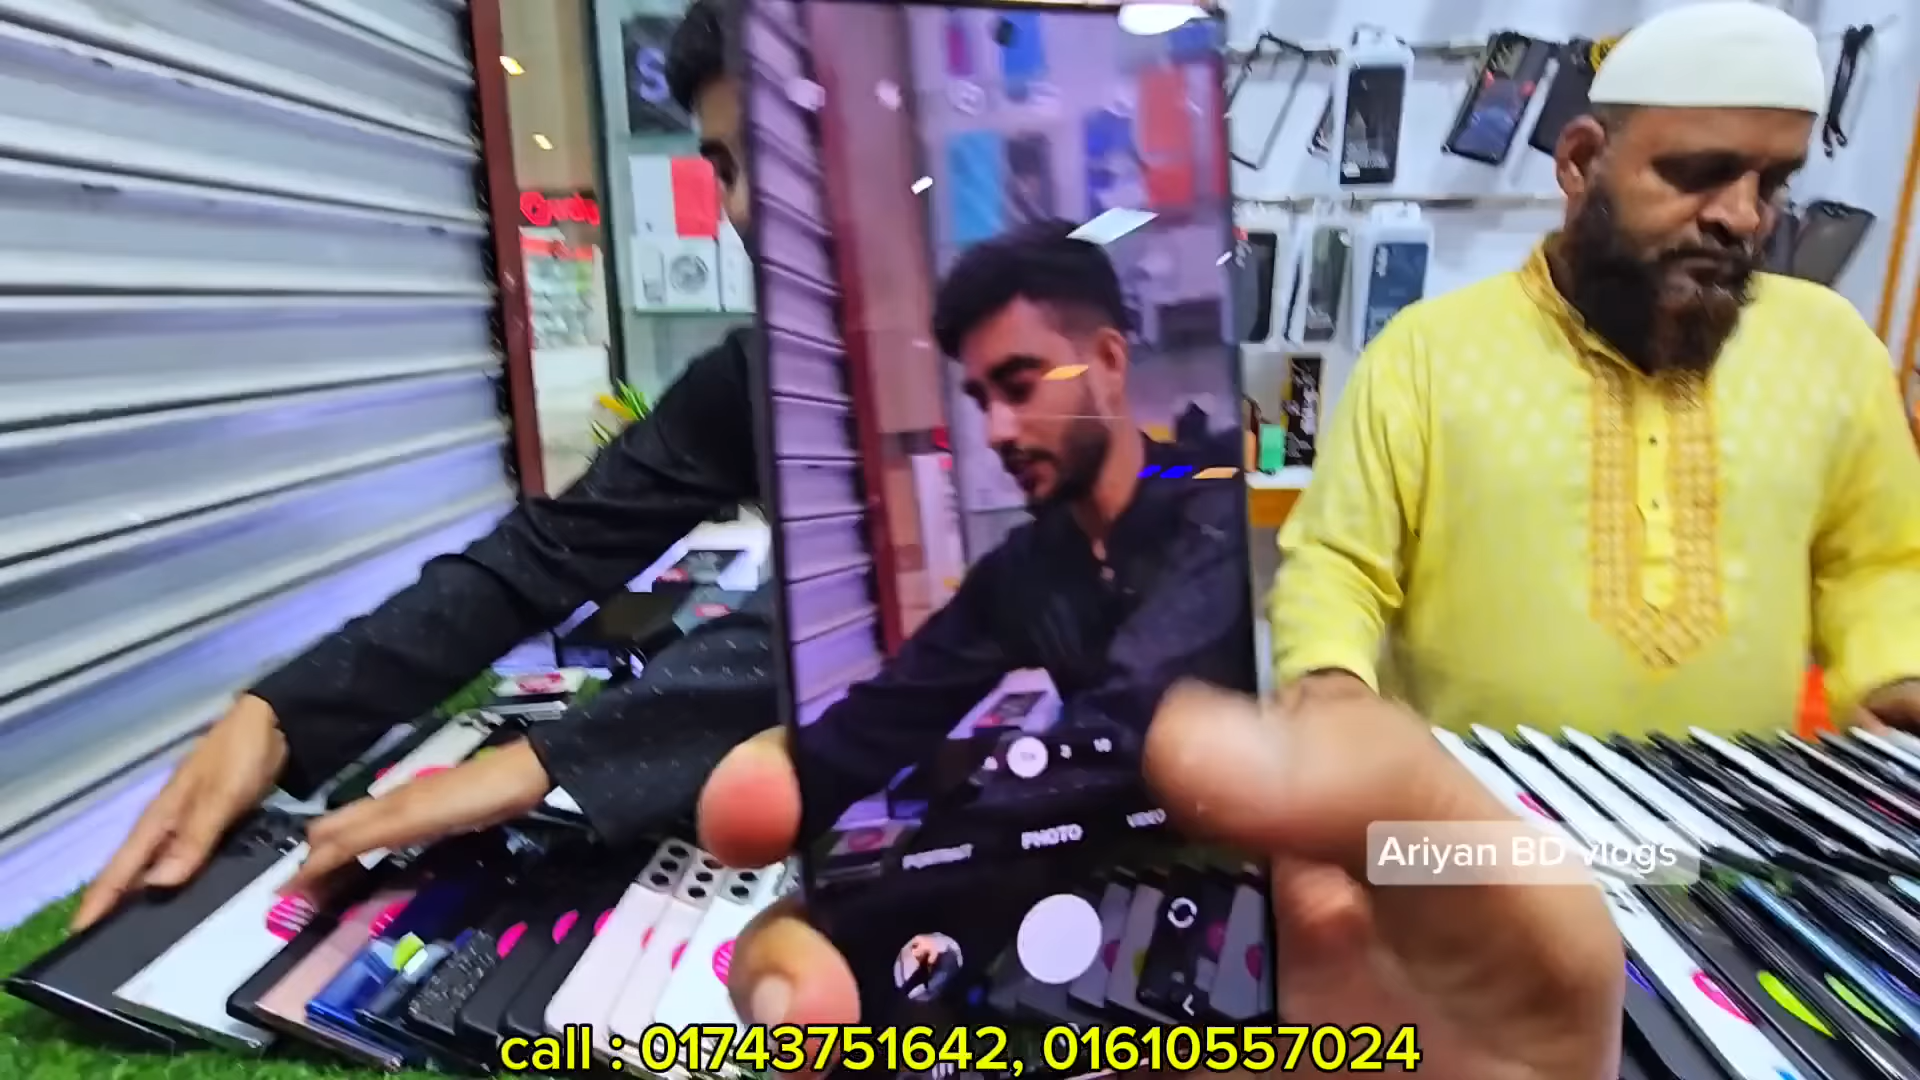 S
PORTRAIT
PHOTO
VIDEO
Ariyan BD vlogs
call : 01743751642, 01610557024